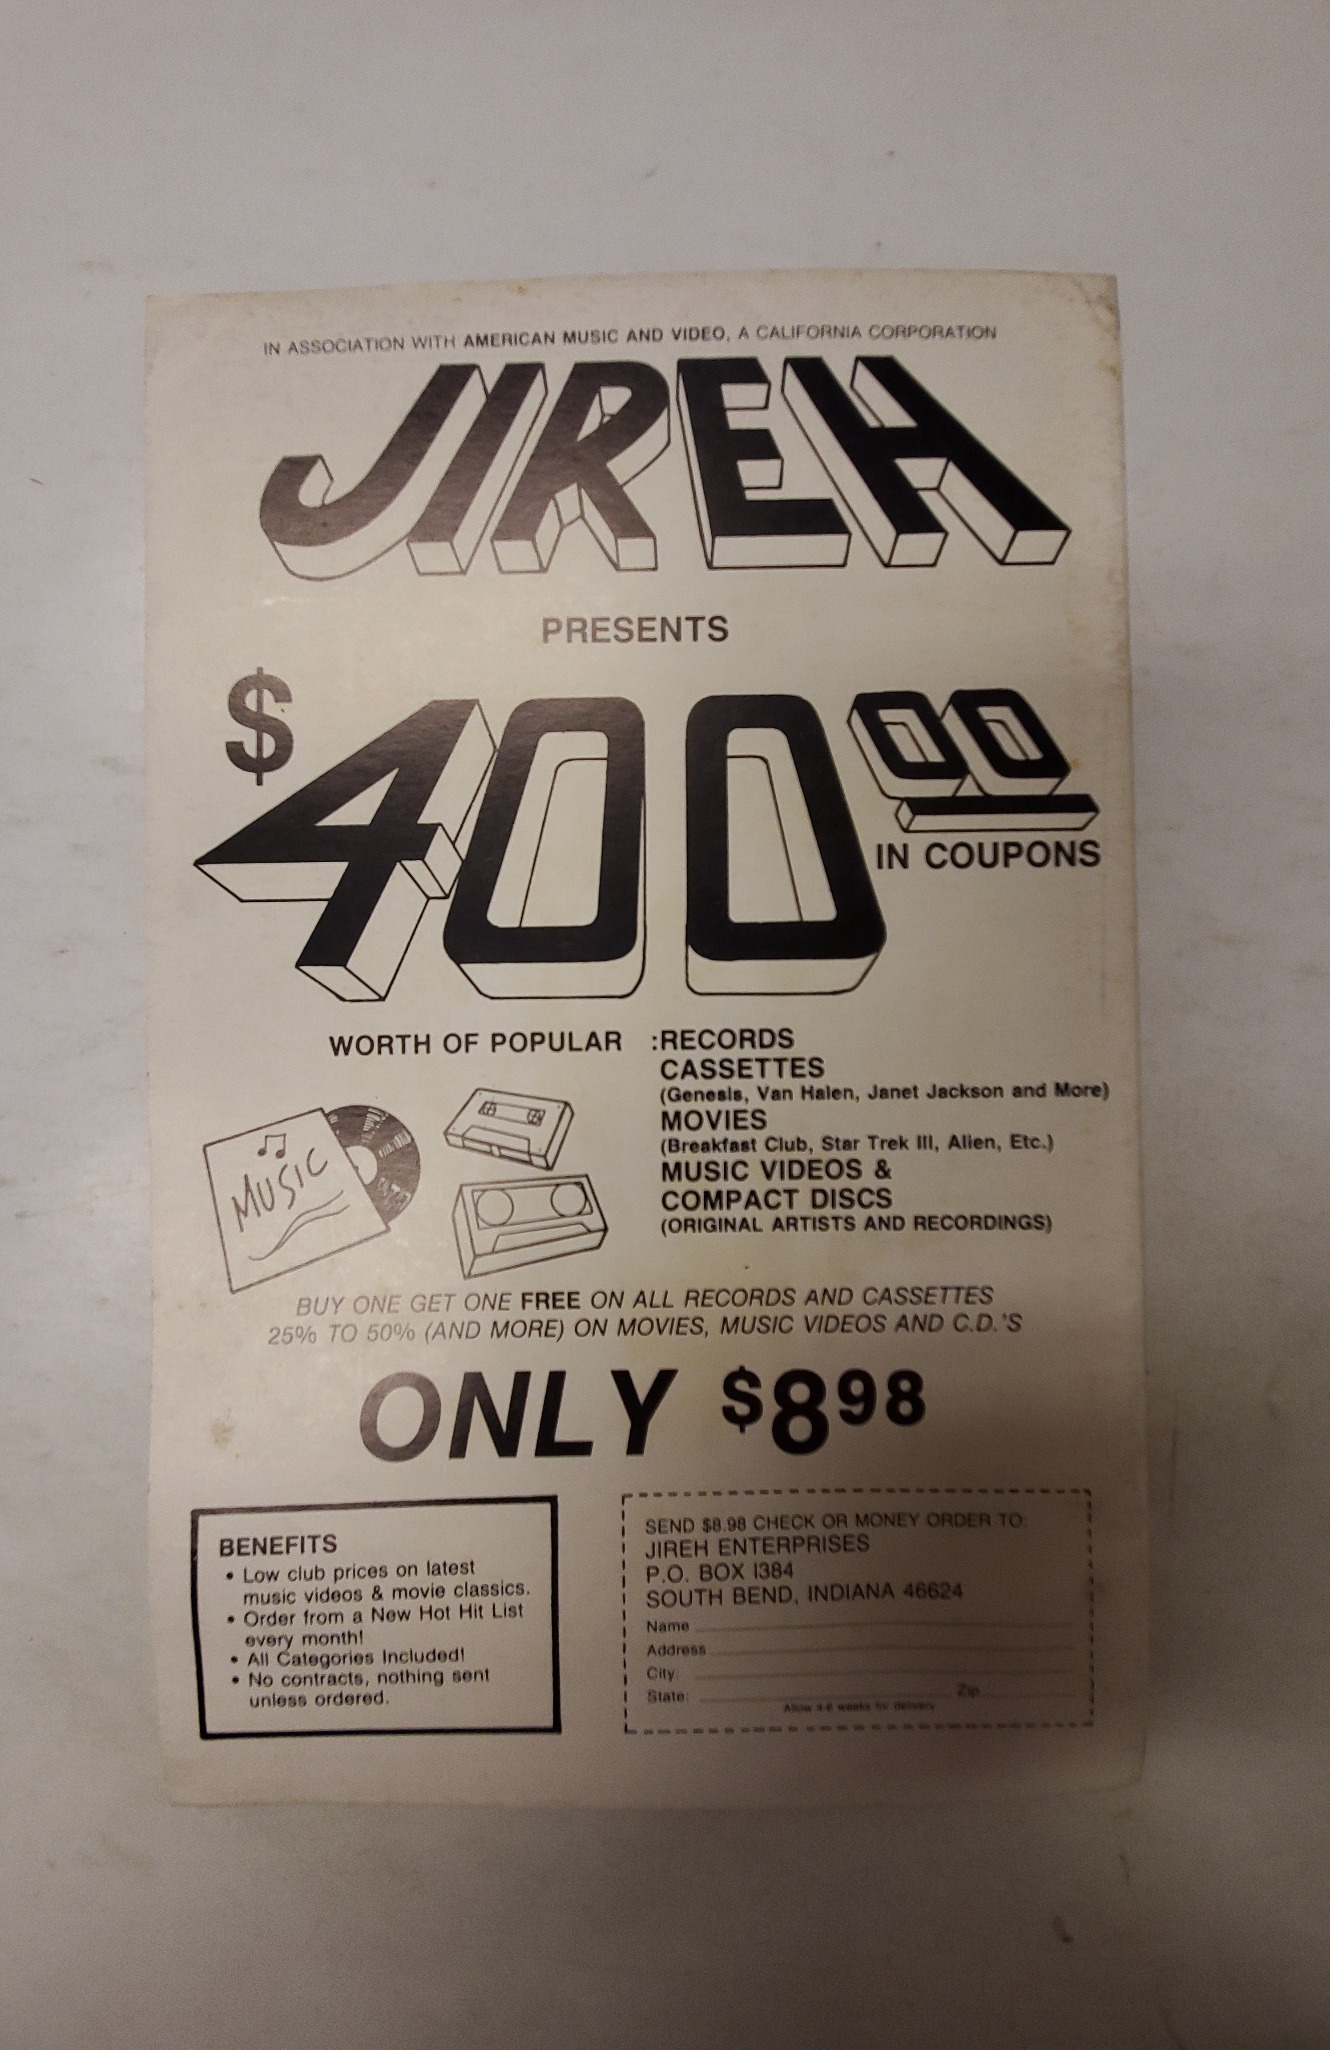 IN ASSOCIATION WITH AMERICAN MUSIC AND VIDEO, A CALIFORNIA CORPORATION
JIREH
PRESENTS
$400.00
IN COUPONS
WORTH OF POPULAR :RECORDS
CASSETTES
(Genesis, Van Halen, Janet Jackson and More)
MOVIES
(Breakfast Club, Star Trek III, Alien, Etc.)
MUSIC VIDEOS &
COMPACT DISCS
(ORIGINAL ARTISTS AND RECORDINGS)
MUSIC
BUY ONE GET ONE FREE ON ALL RECORDS AND CASSETTES
25% TO 50% (AND MORE) ON MOVIES, MUSIC VIDEOS AND C.D.'S
ONLY $8 98
BENEFITS
• Low club prices on latest
music videos & movie classics.
• Order from a New Hot Hit List
every month!
• All Categories Included!
• No contracts, nothing sent
unless ordered.
SEND $8.98 CHECK OR MONEY ORDER TO:
JIREH ENTERPRISES
P.O. BOX 1384
SOUTH BEND, INDIANA 46624
Name
Address
City:
State: Zip
Allow 4-6 weeks for delivery